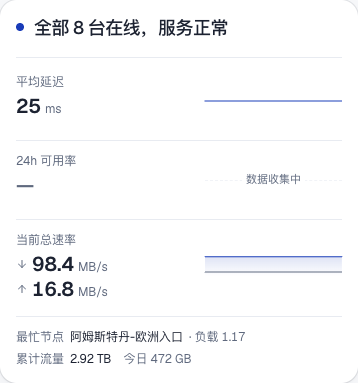 全部 8 台在线，服务正常
平均延迟
25 ms
24h 可用率
—
数据收集中
当前总速率
↓ 98.4 MB/s
↑ 16.8 MB/s
最忙节点 阿姆斯特丹-欧洲入口 · 负载 1.17
累计流量 2.92 TB 今日 472 GB